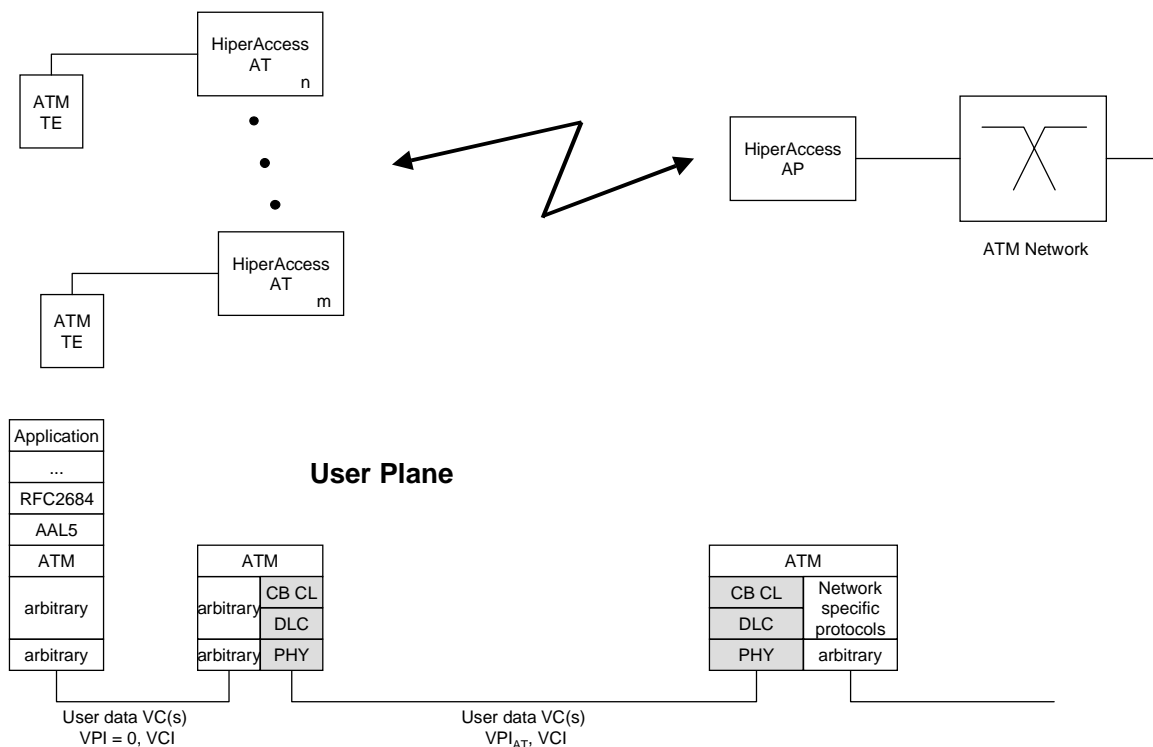 HiperAccess
AT
n
ATM
TE
HiperAccess
AP
ATM Network
HiperAccess
AT
m
ATM
TE
User Plane
Application
...
RFC2684
AAL5
ATM
arbitrary
arbitrary
ATM
arbitrary
CB CL
DLC
arbitrary
PHY
ATM
CB CL
DLC
Network
specific
protocols
PHY
arbitrary
User data VC(s)
VPI = 0, VCI
User data VC(s)
VPIAT, VCI